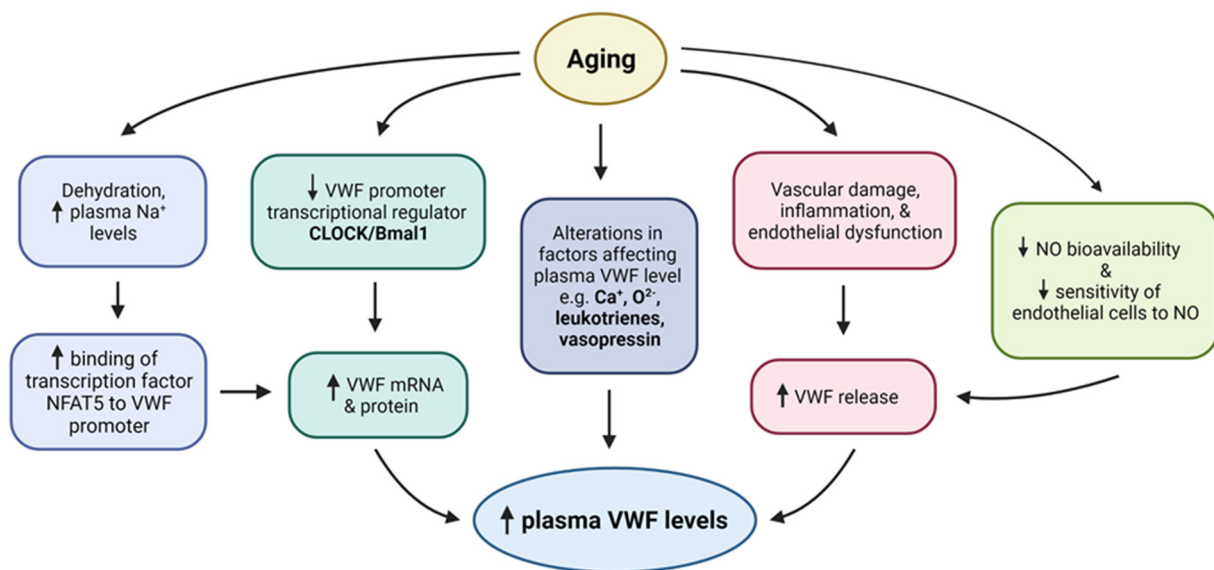 Aging
Dehydration,
↑ plasma Na⁺
levels
↓ VWF promoter
transcriptional regulator
CLOCK/Bmal1
Alterations in
factors affecting
plasma VWF level
e.g. Ca⁺, O²⁻,
leukotrienes,
vasopressin
Vascular damage,
inflammation, &
endothelial dysfunction
↓ NO bioavailability
&
↓ sensitivity of
endothelial cells to NO
↑ binding of
transcription factor
NFAT5 to VWF
promoter
↑ VWF mRNA
& protein
↑ VWF release
↑ plasma VWF levels